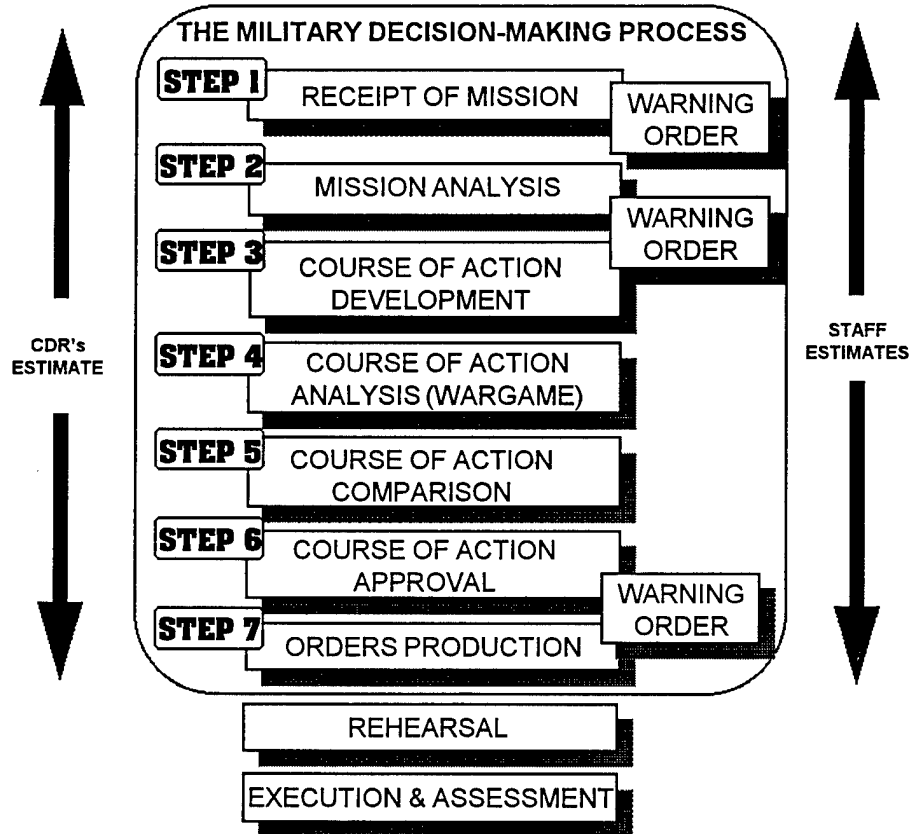 THE MILITARY DECISION-MAKING PROCESS
STEP 1
RECEIPT OF MISSION
WARNING
ORDER
STEP 2
MISSION ANALYSIS
WARNING
ORDER
STEP 3
COURSE OF ACTION
DEVELOPMENT
CDR's
ESTIMATE
STAFF
ESTIMATES
STEP 4
COURSE OF ACTION
ANALYSIS (WARGAME)
STEP 5
COURSE OF ACTION
COMPARISON
STEP 6
COURSE OF ACTION
APPROVAL
WARNING
ORDER
STEP 7
ORDERS PRODUCTION
REHEARSAL
EXECUTION & ASSESSMENT